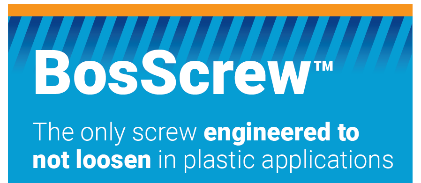 BosScrew™
The only screw engineered to
not loosen in plastic applications